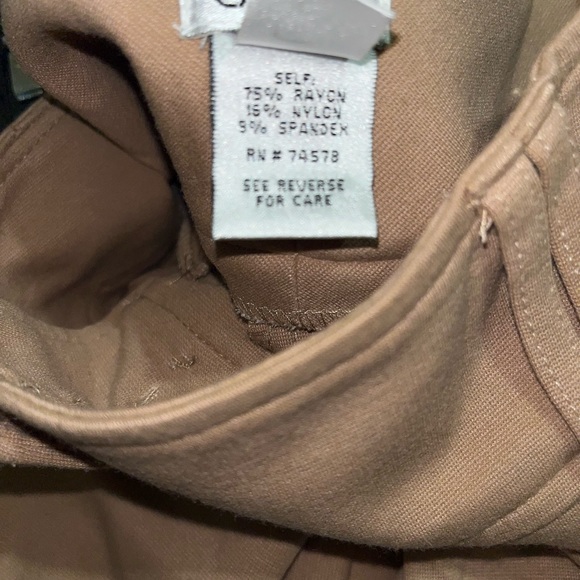 SELF:
75% RAYON
16% NYLON
9% SPANDEX
RN # 74578
SEE REVERSE
FOR CARE